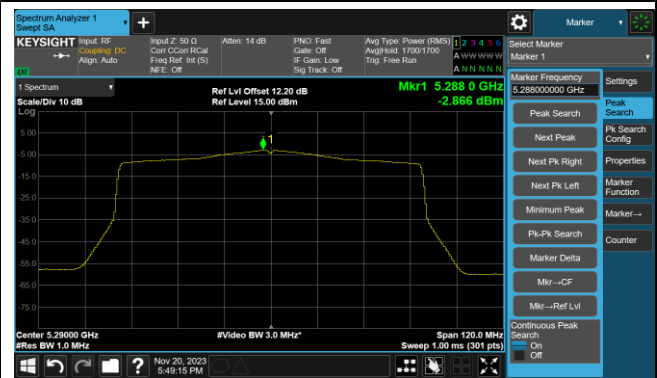 Spectrum Analyzer 1
Swept SA
Marker
KEYSIGHT
Input: RF
Coupling: DC
Align: Auto
Input Z: 50 Ω
Corr CCorr RCal
Freq Ref: Int (S)
NFE: Off
Atten: 14 dB
PNO: Fast
Gate: Off
IF Gain: Low
Sig Track: Off
Avg Type: Power (RMS)
Avg|Hold: 1700/1700
Trig: Free Run
1 2 3 4 5 6
A W W W W W
A N N N N N
Select Marker
Marker 1
1 Spectrum
Scale/Div 10 dB
Log
Ref Lvl Offset 12.20 dB
Ref Level 15.00 dBm
Mkr1 5.288 0 GHz
-2.866 dBm
Marker Frequency
5.288000000 GHz
Settings
Peak Search
Peak
Search
Next Peak
Pk Search
Config
Next Pk Right
Properties
Next Pk Left
Marker
Function
Minimum Peak
Marker→
Pk-Pk Search
Counter
Marker Delta
Mkr→CF
Mkr→Ref Lvl
Continuous Peak
Search
On
Off
1
5.00
-5.00
-15.0
-25.0
-35.0
-45.0
-55.0
-65.0
-75.0
Center 5.29000 GHz
#Res BW 1.0 MHz
#Video BW 3.0 MHz*
Span 120.0 MHz
Sweep 1.00 ms (301 pts)
Nov 20, 2023
5:49:15 PM